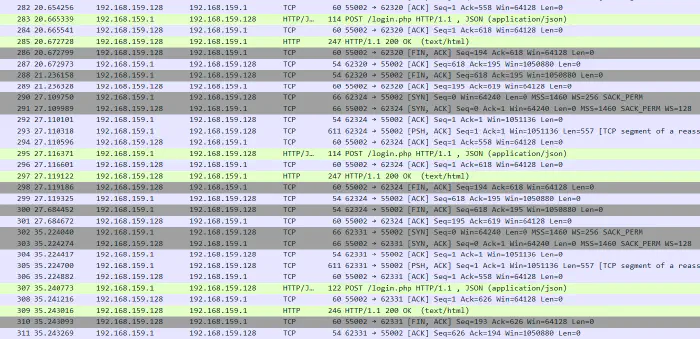 282 20.654256 192.168.159.128 192.168.159.1 TCP 60 55002 → 62320 [ACK] Seq=1 Ack=558 Win=64128 Len=0
283 20.665339 192.168.159.1 192.168.159.128 HTTP/J… 114 POST /login.php HTTP/1.1 , JSON (application/json)
284 20.665541 192.168.159.128 192.168.159.1 TCP 60 55002 → 62320 [ACK] Seq=1 Ack=618 Win=64128 Len=0
285 20.672728 192.168.159.128 192.168.159.1 HTTP 247 HTTP/1.1 200 OK (text/html)
286 20.672799 192.168.159.128 192.168.159.1 TCP 60 55002 → 62320 [FIN, ACK] Seq=194 Ack=618 Win=64128 Len=0
287 20.672973 192.168.159.1 192.168.159.128 TCP 54 62320 → 55002 [ACK] Seq=618 Ack=195 Win=1050880 Len=0
288 21.236158 192.168.159.1 192.168.159.128 TCP 54 62320 → 55002 [FIN, ACK] Seq=618 Ack=195 Win=1050880 Len=0
289 21.236328 192.168.159.128 192.168.159.1 TCP 60 55002 → 62320 [ACK] Seq=195 Ack=619 Win=64128 Len=0
290 27.109750 192.168.159.1 192.168.159.128 TCP 66 62324 → 55002 [SYN] Seq=0 Win=64240 Len=0 MSS=1460 WS=256 SACK_PERM
291 27.109989 192.168.159.128 192.168.159.1 TCP 66 55002 → 62324 [SYN, ACK] Seq=0 Ack=1 Win=64240 Len=0 MSS=1460 SACK_PERM WS=128
292 27.110101 192.168.159.1 192.168.159.128 TCP 54 62324 → 55002 [ACK] Seq=1 Ack=1 Win=1051136 Len=0
293 27.110318 192.168.159.1 192.168.159.128 TCP 611 62324 → 55002 [PSH, ACK] Seq=1 Ack=1 Win=1051136 Len=557 [TCP segment of a reass
294 27.110596 192.168.159.128 192.168.159.1 TCP 60 55002 → 62324 [ACK] Seq=1 Ack=558 Win=64128 Len=0
295 27.116371 192.168.159.1 192.168.159.128 HTTP/J… 114 POST /login.php HTTP/1.1 , JSON (application/json)
296 27.116601 192.168.159.128 192.168.159.1 TCP 60 55002 → 62324 [ACK] Seq=1 Ack=618 Win=64128 Len=0
297 27.119122 192.168.159.128 192.168.159.1 HTTP 247 HTTP/1.1 200 OK (text/html)
298 27.119186 192.168.159.128 192.168.159.1 TCP 60 55002 → 62324 [FIN, ACK] Seq=194 Ack=618 Win=64128 Len=0
299 27.119325 192.168.159.1 192.168.159.128 TCP 54 62324 → 55002 [ACK] Seq=618 Ack=195 Win=1050880 Len=0
300 27.684452 192.168.159.1 192.168.159.128 TCP 54 62324 → 55002 [FIN, ACK] Seq=618 Ack=195 Win=1050880 Len=0
301 27.684672 192.168.159.128 192.168.159.1 TCP 60 55002 → 62324 [ACK] Seq=195 Ack=619 Win=64128 Len=0
302 35.224040 192.168.159.1 192.168.159.128 TCP 66 62331 → 55002 [SYN] Seq=0 Win=64240 Len=0 MSS=1460 WS=256 SACK_PERM
303 35.224274 192.168.159.128 192.168.159.1 TCP 66 55002 → 62331 [SYN, ACK] Seq=0 Ack=1 Win=64240 Len=0 MSS=1460 SACK_PERM WS=128
304 35.224417 192.168.159.1 192.168.159.128 TCP 54 62331 → 55002 [ACK] Seq=1 Ack=1 Win=1051136 Len=0
305 35.224700 192.168.159.1 192.168.159.128 TCP 611 62331 → 55002 [PSH, ACK] Seq=1 Ack=1 Win=1051136 Len=557 [TCP segment of a reass
306 35.224882 192.168.159.128 192.168.159.1 TCP 60 55002 → 62331 [ACK] Seq=1 Ack=558 Win=64128 Len=0
307 35.240773 192.168.159.1 192.168.159.128 HTTP/J… 122 POST /login.php HTTP/1.1 , JSON (application/json)
308 35.241216 192.168.159.128 192.168.159.1 TCP 60 55002 → 62331 [ACK] Seq=1 Ack=626 Win=64128 Len=0
309 35.243016 192.168.159.128 192.168.159.1 HTTP 246 HTTP/1.1 200 OK (text/html)
310 35.243093 192.168.159.128 192.168.159.1 TCP 60 55002 → 62331 [FIN, ACK] Seq=193 Ack=626 Win=64128 Len=0
311 35.243269 192.168.159.1 192.168.159.128 TCP 54 62331 → 55002 [ACK] Seq=626 Ack=194 Win=1050880 Len=0